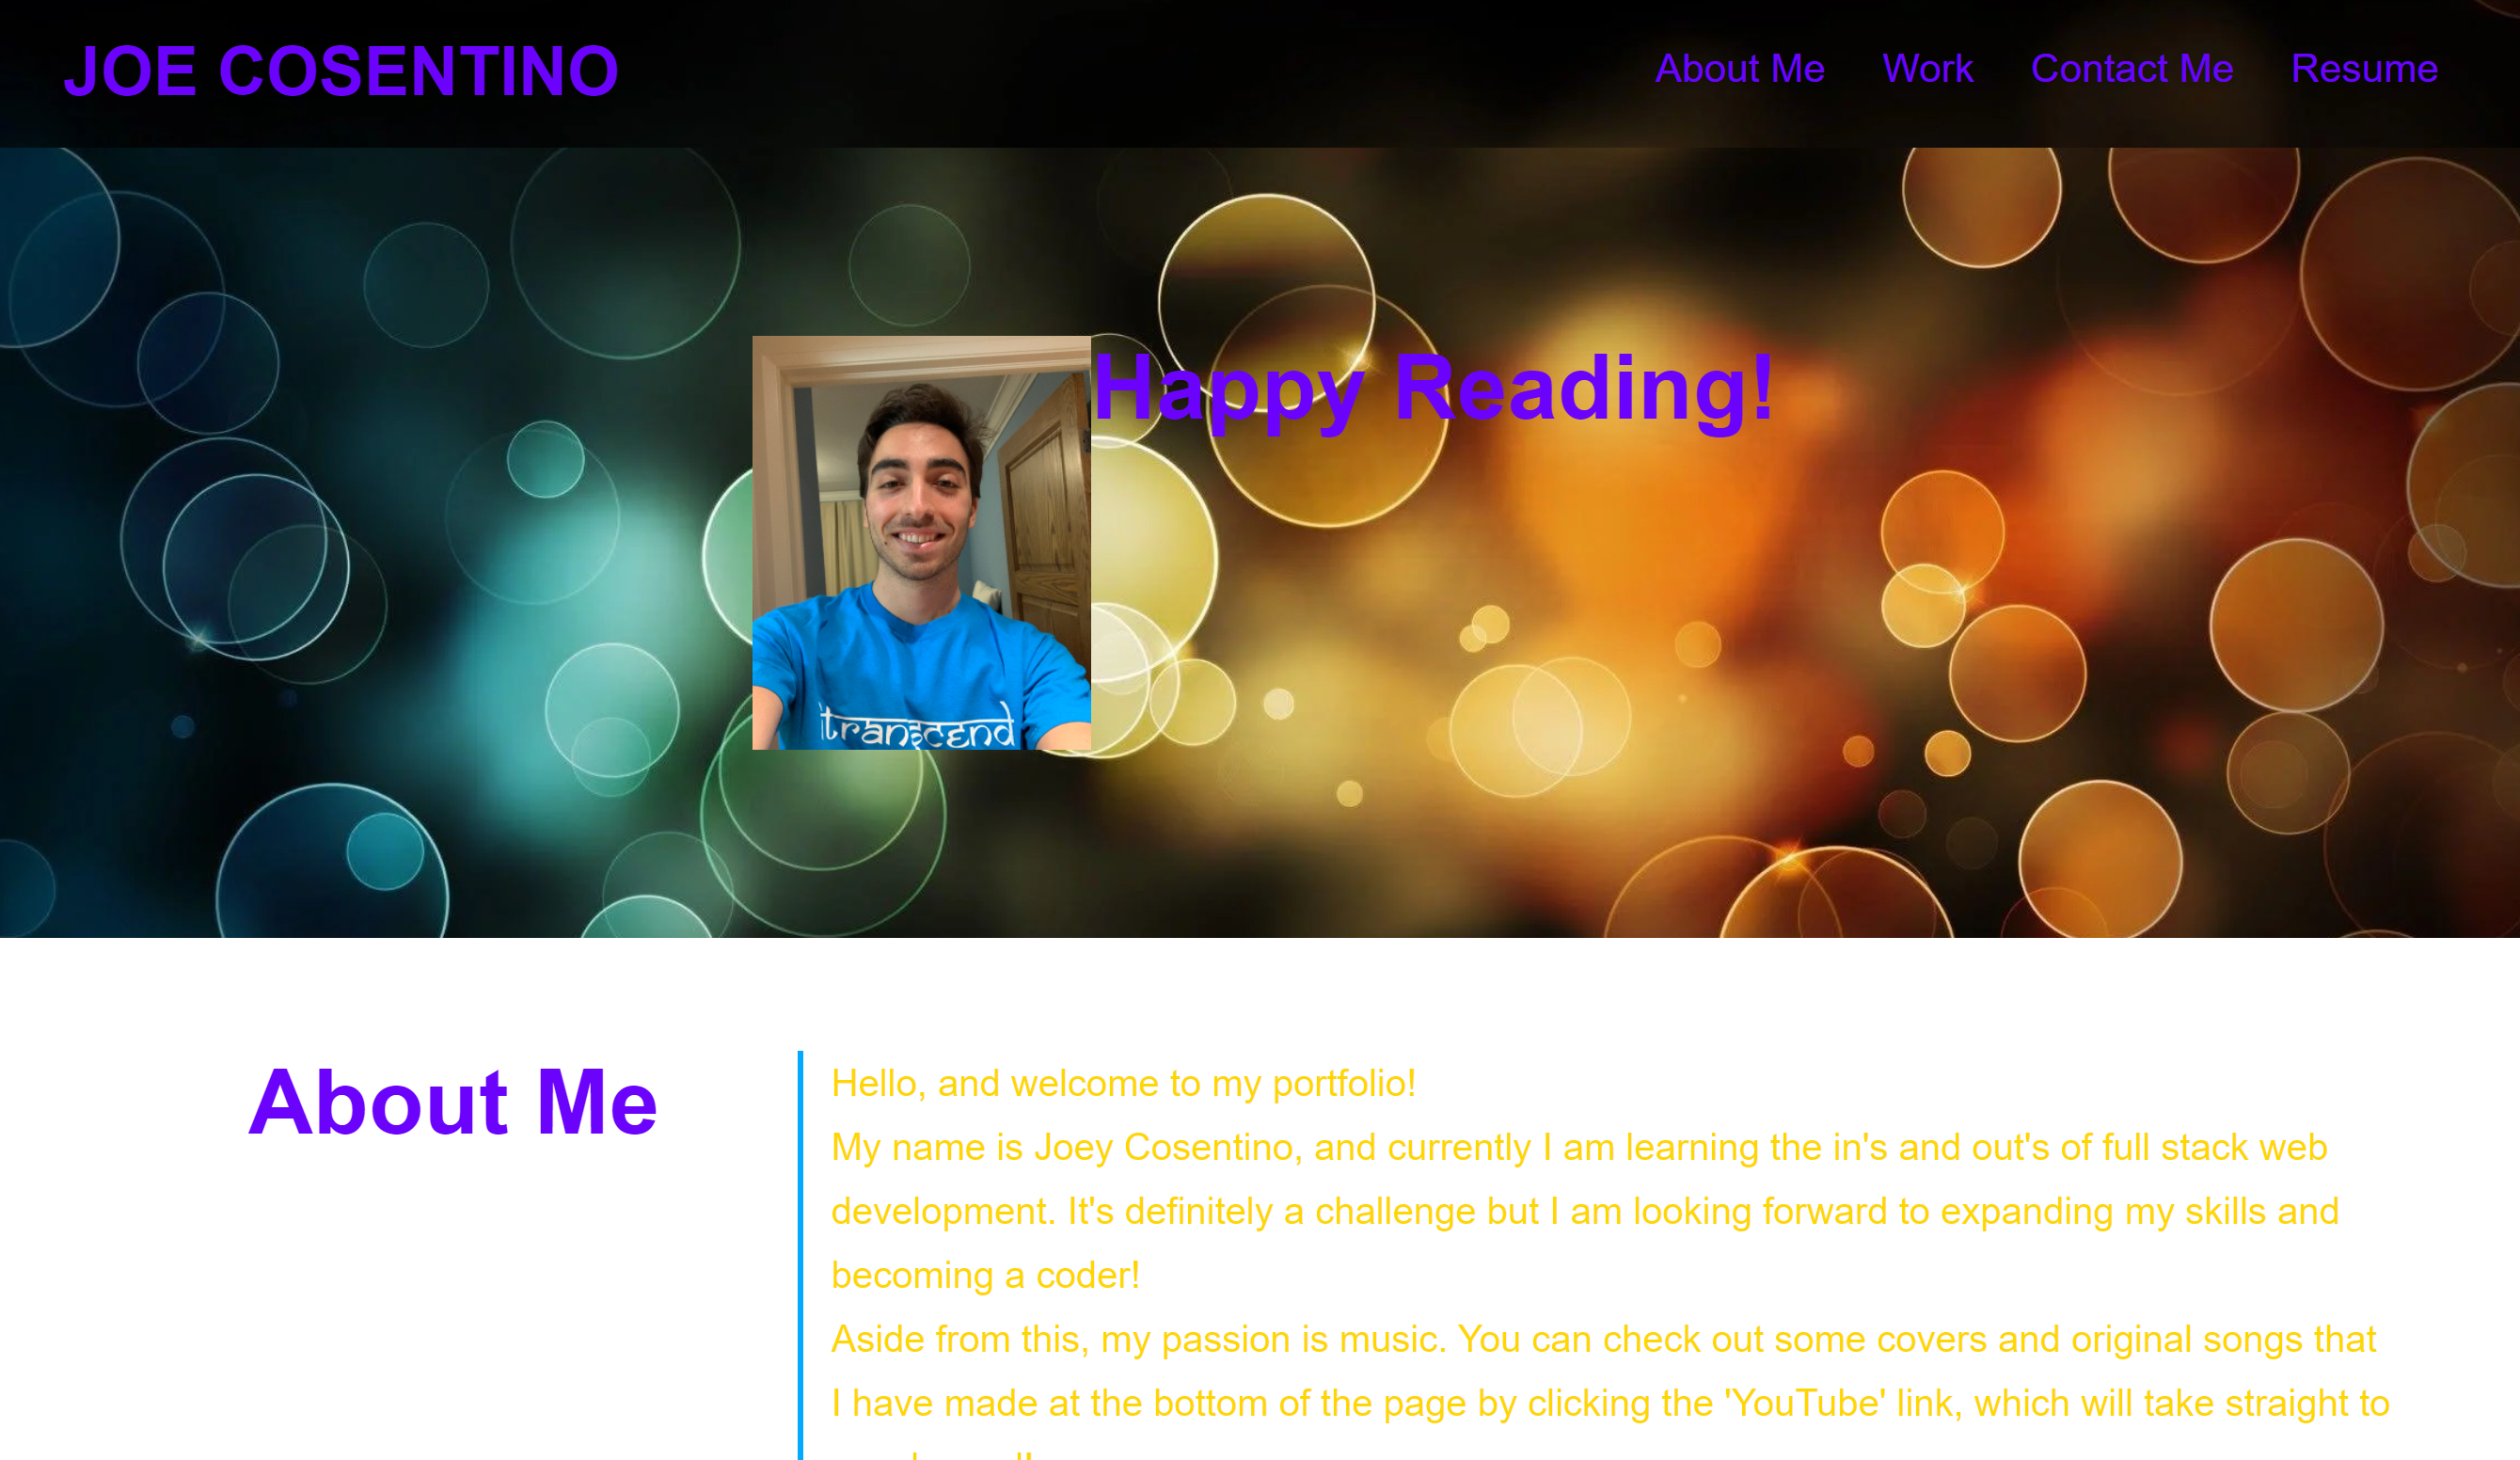 JOE COSENTINO
About Me Work Contact Me Resume
Happy Reading!
itranscend
About Me
Hello, and welcome to my portfolio!
My name is Joey Cosentino, and currently I am learning the in's and out's of full stack web
development. It's definitely a challenge but I am looking forward to expanding my skills and
becoming a coder!
Aside from this, my passion is music. You can check out some covers and original songs that
I have made at the bottom of the page by clicking the 'YouTube' link, which will take straight to